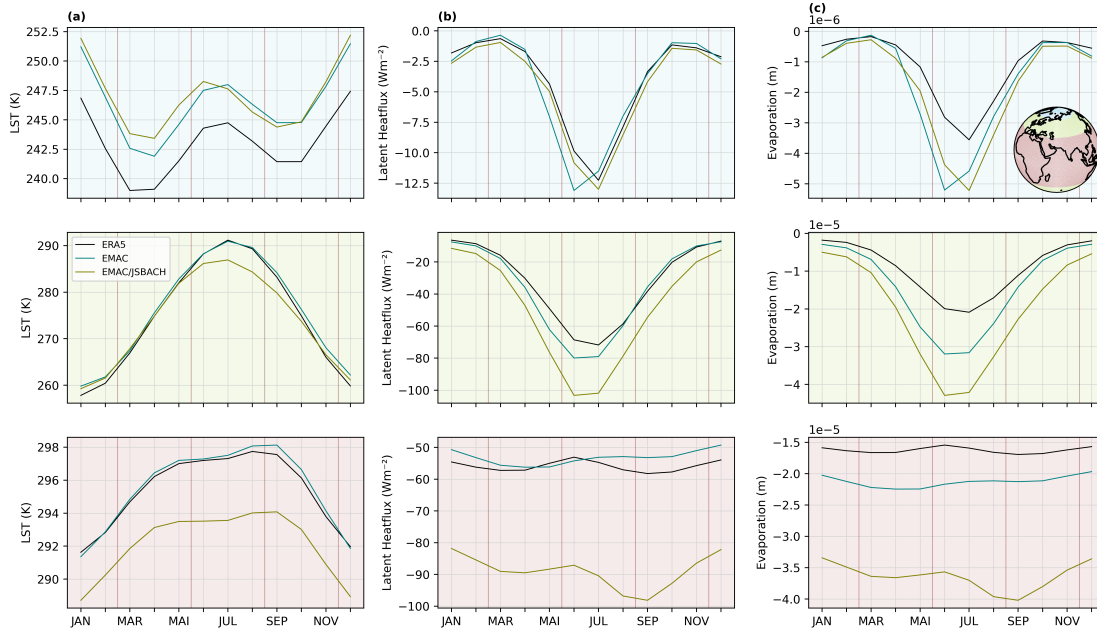 (a)
(b)
(c)
1e−6
252.5
250.0
247.5
245.0
242.5
240.0
LST (K)
0.0
−2.5
−5.0
−7.5
−10.0
−12.5
Latent Heatflux (Wm⁻²)
0
−1
−2
−3
−4
−5
Evaporation (m)
1e−5
290
280
270
260
LST (K)
ERA5
EMAC
EMAC/JSBACH
−20
−40
−60
−80
−100
Latent Heatflux (Wm⁻²)
0
−1
−2
−3
−4
Evaporation (m)
1e−5
298
296
294
292
290
LST (K)
−50
−60
−70
−80
−90
−100
Latent Heatflux (Wm⁻²)
−1.5
−2.0
−2.5
−3.0
−3.5
−4.0
Evaporation (m)
JAN MAR MAI JUL SEP NOV
JAN MAR MAI JUL SEP NOV
JAN MAR MAI JUL SEP NOV